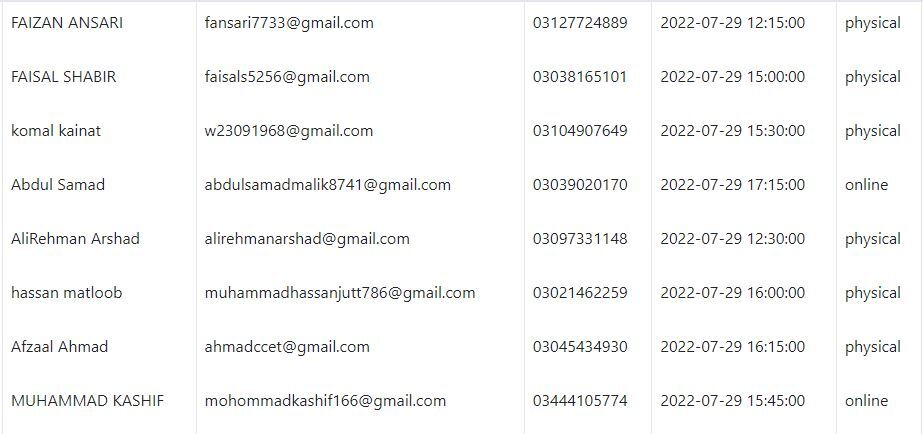 FAIZAN ANSARI fansari7733@gmail.com 03127724889 2022-07-29 12:15:00 physical
FAISAL SHABIR faisals5256@gmail.com 03038165101 2022-07-29 15:00:00 physical
komal kainat w23091968@gmail.com 03104907649 2022-07-29 15:30:00 physical
Abdul Samad abdulsamadmalik8741@gmail.com 03039020170 2022-07-29 17:15:00 online
AliRehman Arshad alirehmanarshad@gmail.com 03097331148 2022-07-29 12:30:00 physical
hassan matloob muhammadhassanjutt786@gmail.com 03021462259 2022-07-29 16:00:00 physical
Afzaal Ahmad ahmadccet@gmail.com 03045434930 2022-07-29 16:15:00 physical
MUHAMMAD KASHIF mohommadkashif166@gmail.com 03444105774 2022-07-29 15:45:00 online